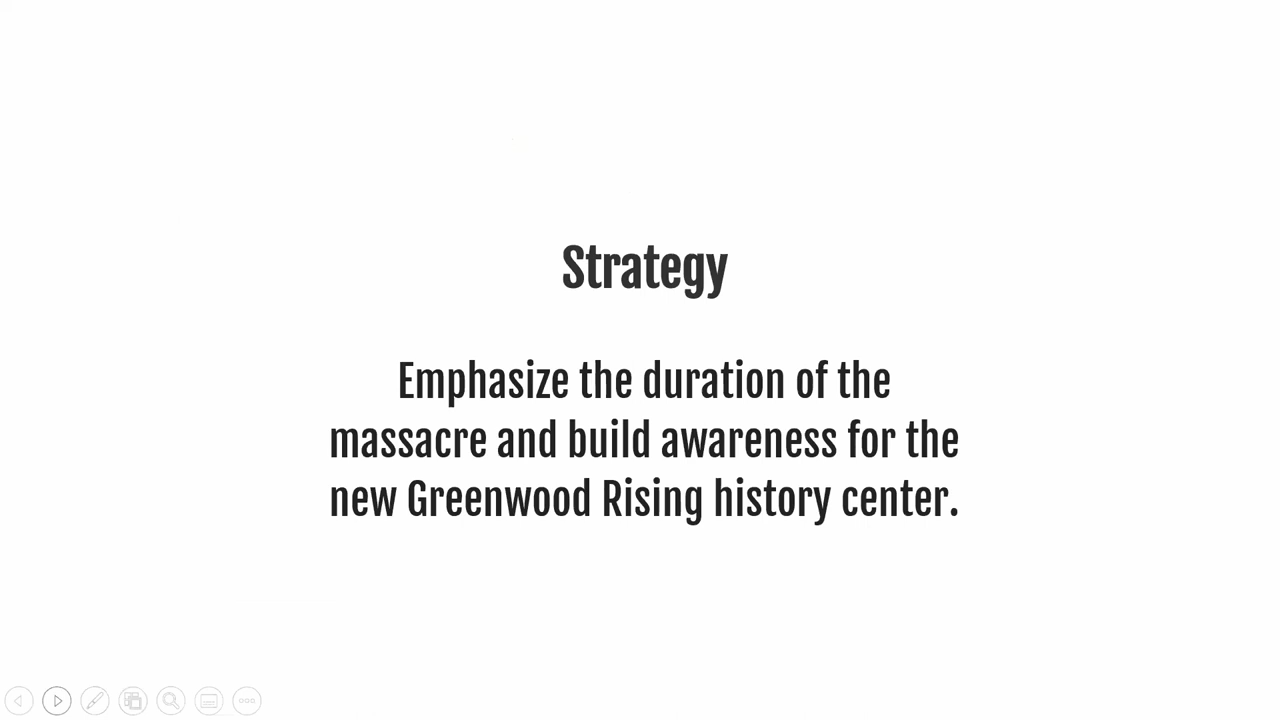 Strategy
Emphasize the duration of the
massacre and build awareness for the
new Greenwood Rising history center.